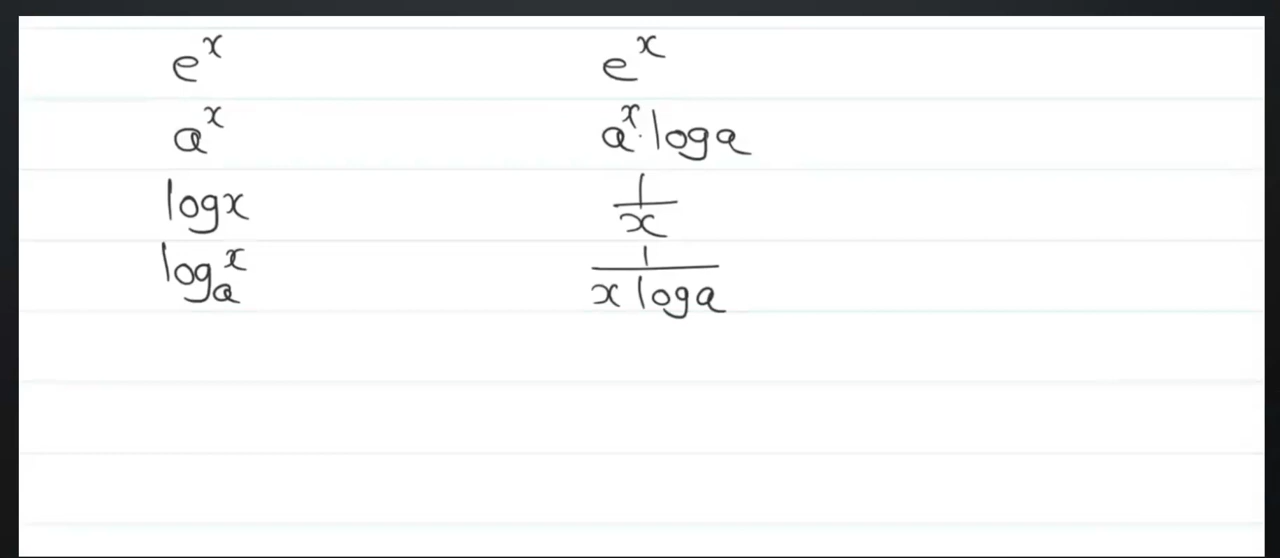 e^x e^x
a^x a^x · log a
log x 1/x
log_a x 1/(x log a)